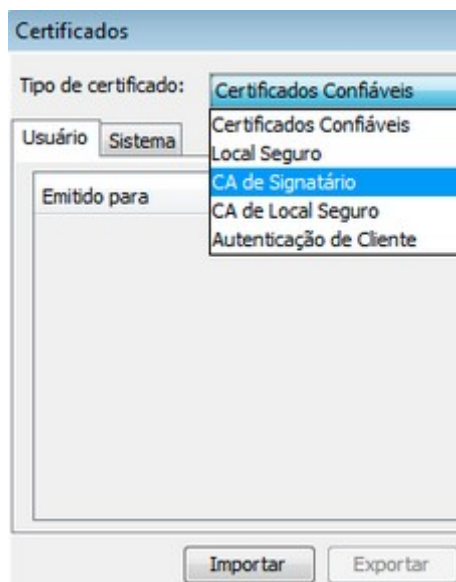 Certificados
Tipo de certificado: Certificados Confiáveis
Certificados Confiáveis
Usuário Sistema
Local Seguro
Emitido para
CA de Signatário
CA de Local Seguro
Autenticação de Cliente
Importar Exportar